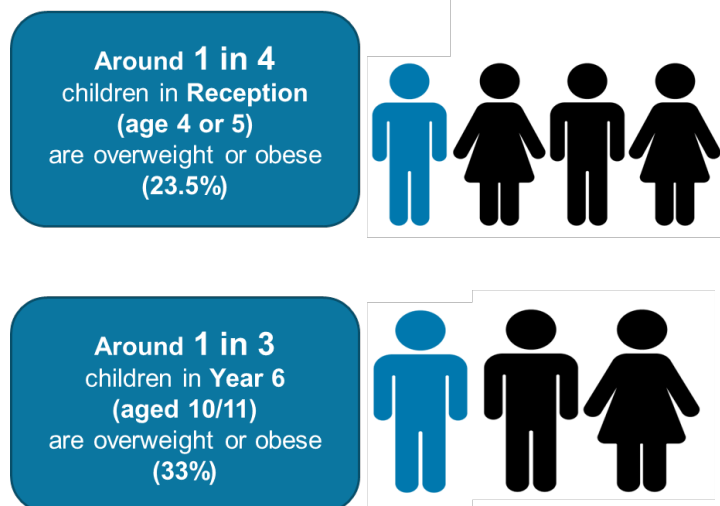 Around 1 in 4
children in Reception
(age 4 or 5)
are overweight or obese
(23.5%)
Around 1 in 3
children in Year 6
(aged 10/11)
are overweight or obese
(33%)